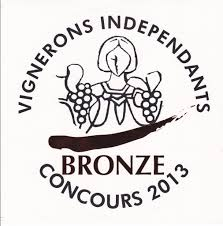 VIGNERONS INDEPENDANTS
BRONZE
CONCOURS 2013